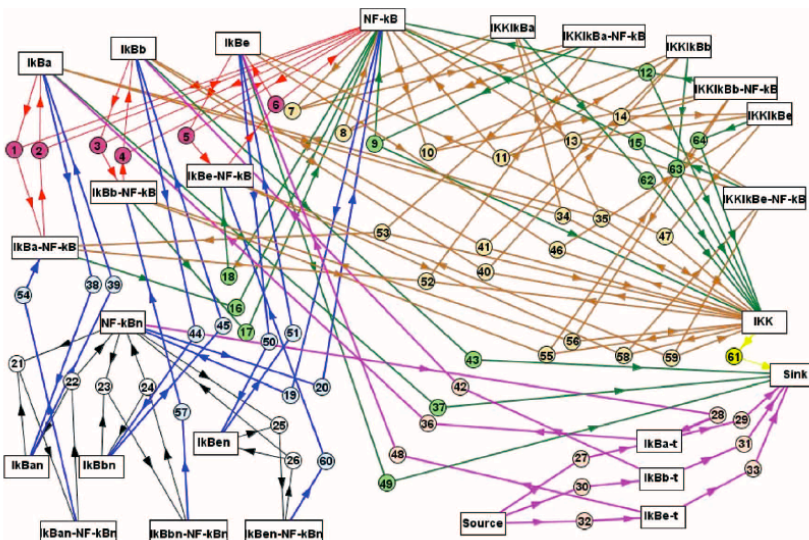 NF-kB
IKKIkBa
IKKIkBa-NF-kB
IKKIkBb
IkBa
IkBb
IkBe
12
IKKIkBb-NF-kB
6
7
14
IKKIkBe
1
2
3
4
5
8
9
10
11
13
15
64
63
62
IkBb-NF-kB
IkBe-NF-kB
IKKIkBe-NF-kB
34
35
47
53
41
46
IkBa-NF-kB
18
40
52
54
38
39
16
17
NF-kBn
44
45
50
51
IKK
56
55
58
59
61
21
22
23
24
43
Sink
57
19
20
42
37
36
28
29
25
26
60
48
49
IkBan
IkBbn
IkBen
27
IkBa-t
31
30
IkBb-t
33
Source
32
IkBe-t
IkBan-NF-kBn
IkBbn-NF-kBn
IkBen-NF-kBn